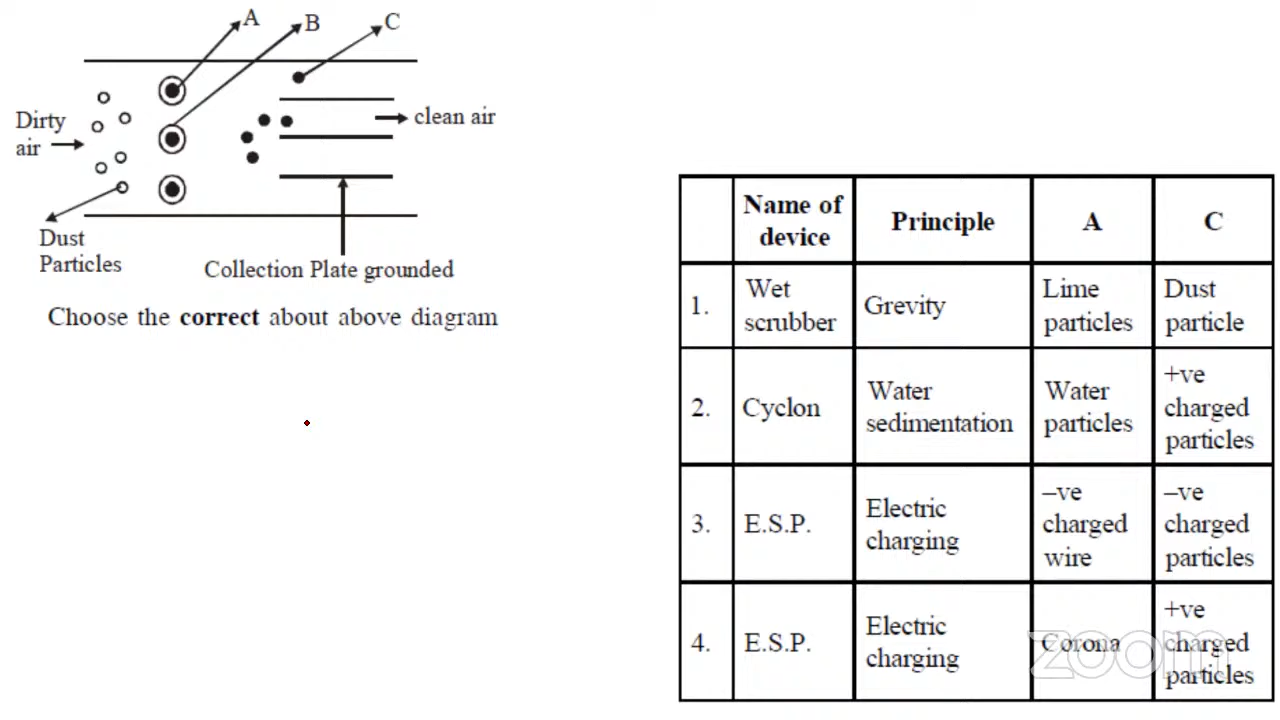 A
B
C
Dirty
air
clean air
Dust
Particles
Collection Plate grounded
Choose the correct about above diagram
Name of
device
Principle
A
C
1.
Wet
scrubber
Grevity
Lime
particles
Dust
particle
2.
Cyclon
Water
sedimentation
Water
particles
+ve
charged
particles
3.
E.S.P.
Electric
charging
–ve
charged
wire
–ve
charged
particles
4.
E.S.P.
Electric
charging
Corona
+ve
charged
particles
zoom